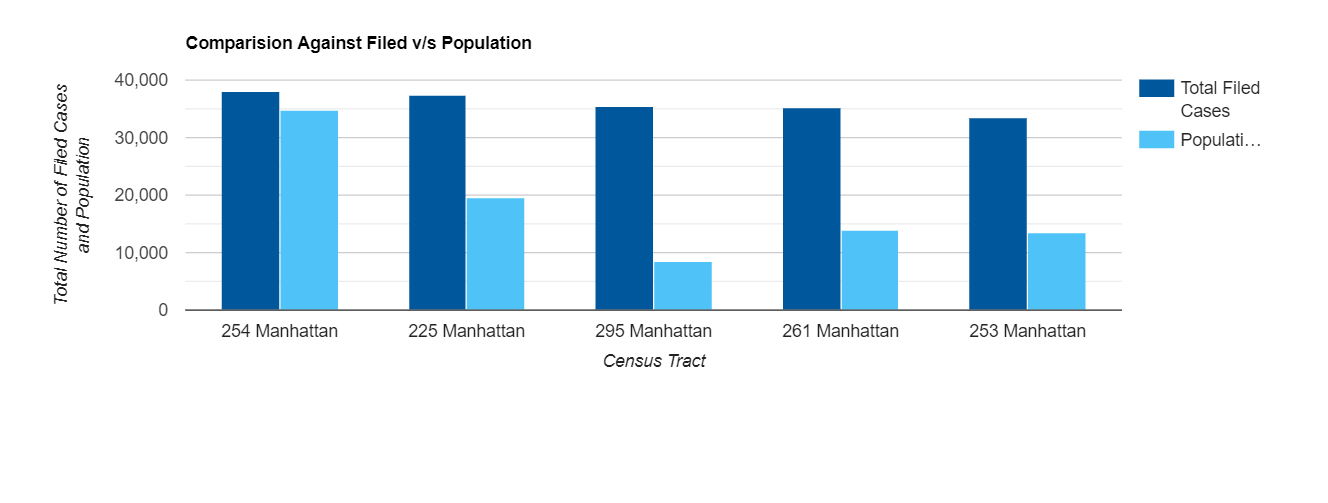 Comparision Against Filed v/s Population
Total Number of Filed Cases
and Population
40,000
30,000
20,000
10,000
0
254 Manhattan
225 Manhattan
295 Manhattan
261 Manhattan
253 Manhattan
Census Tract
Total Filed
Cases
Populati…